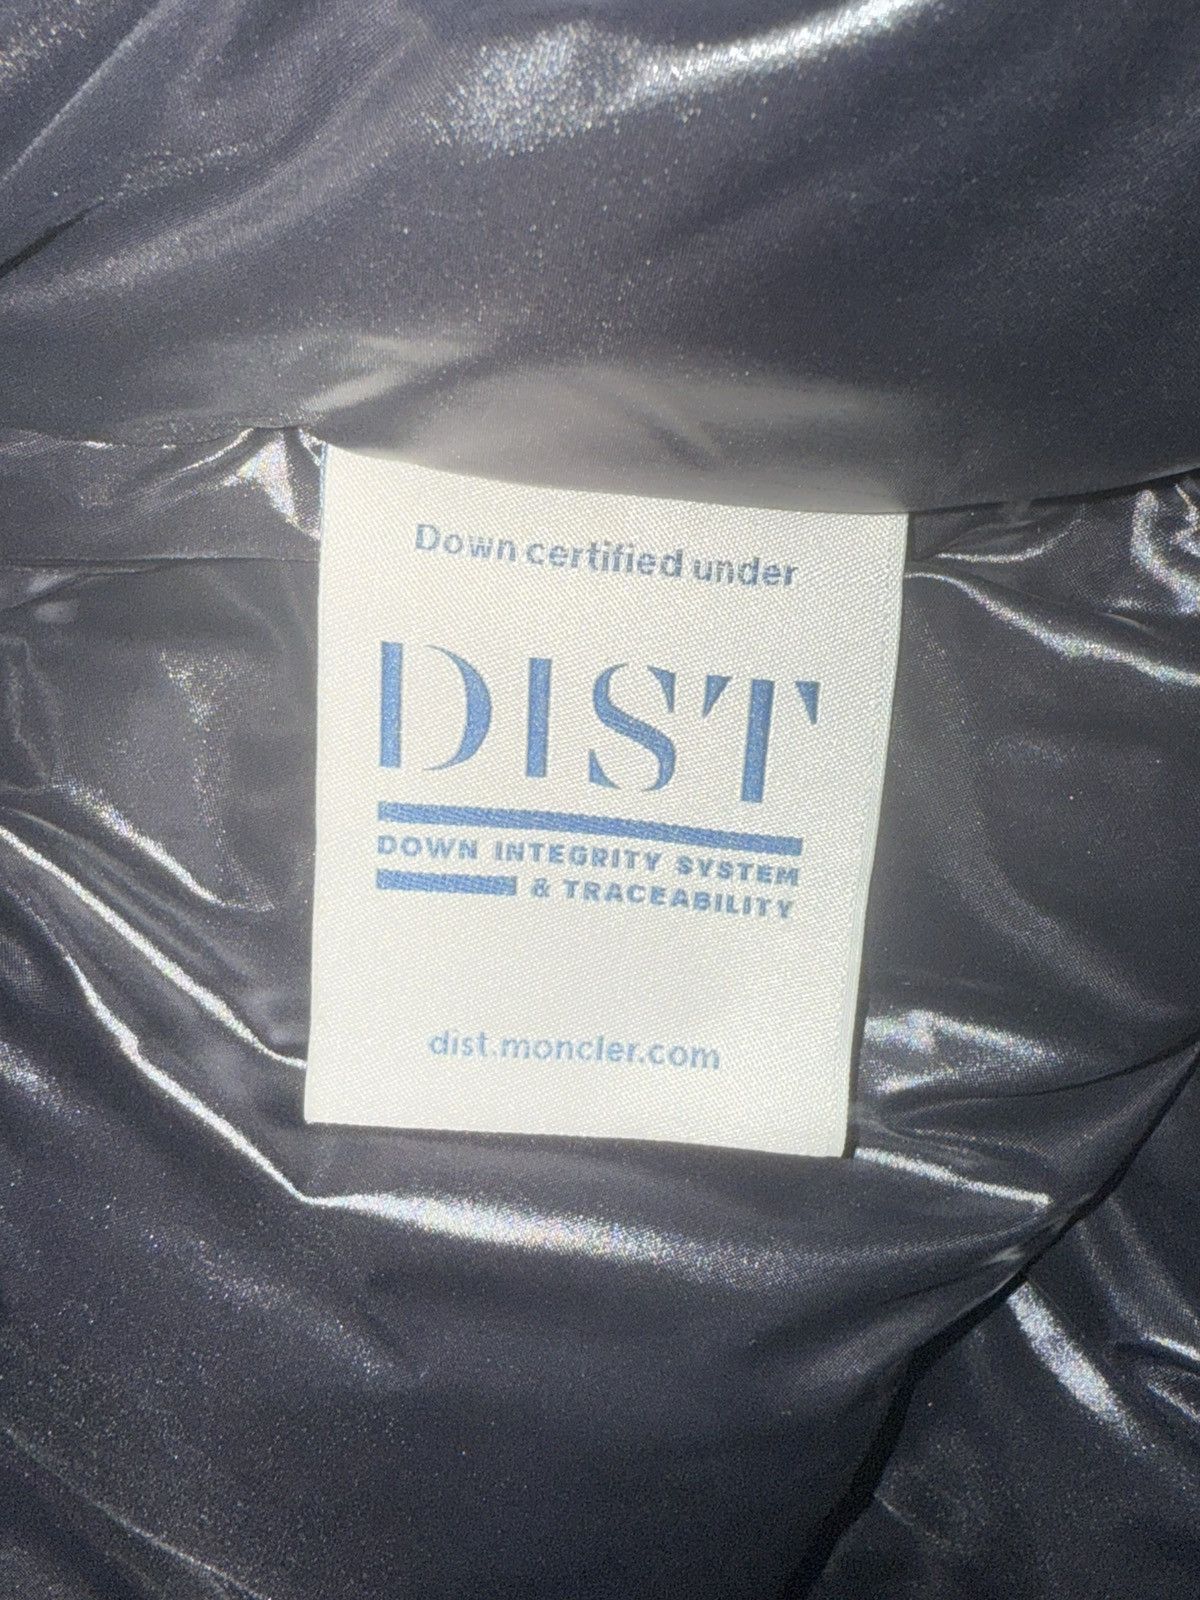 Down certified under
DIST
DOWN INTEGRITY SYSTEM
& TRACEABILITY
dist.moncler.com